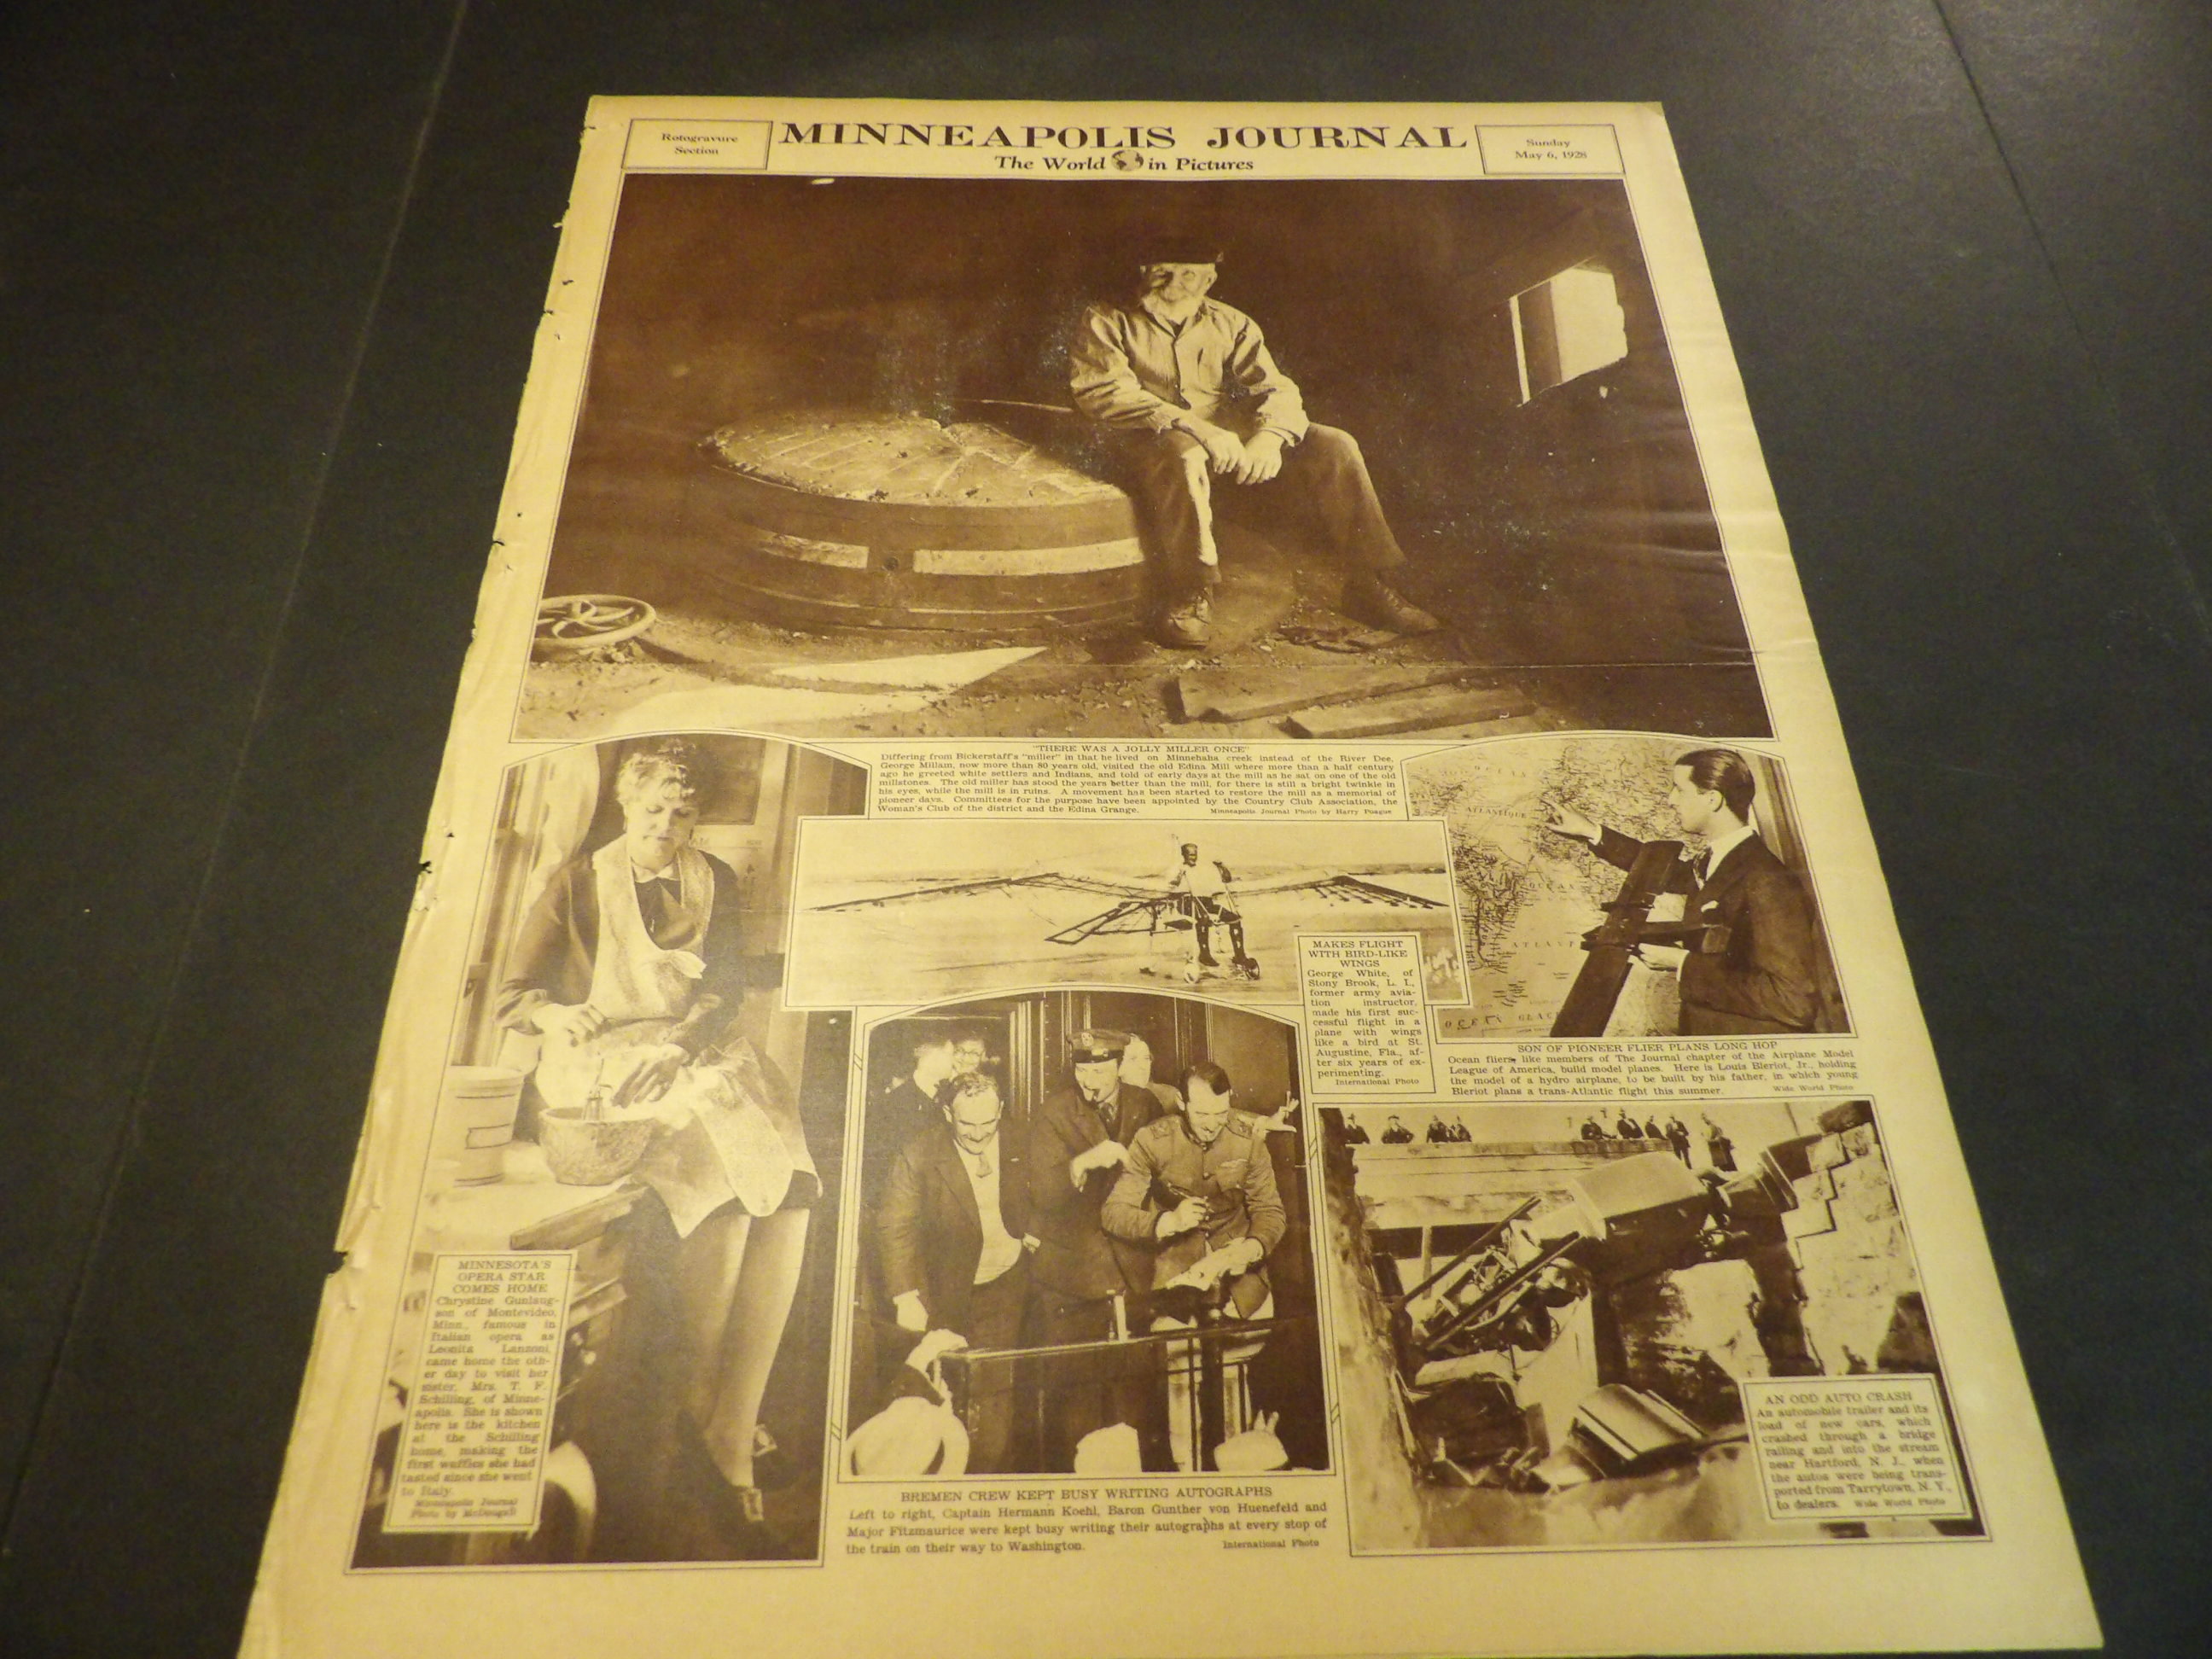 Rotogravure
Section
MINNEAPOLIS JOURNAL
The World in Pictures
Sunday
May 6, 1928
"THERE WAS A JOLLY MILLER ONCE"
Differing from Bickerstaff's "miller" in that he lived on Minnehaha creek instead of the River Dee,
George Millam, now more than 80 years old, visited the old Edina Mill where more than a half century
ago he greeted white settlers and Indians, and told of early days at the mill as he sat on one of the old
millstones. The old miller has stood the years better than the mill, for there is still a bright twinkle in
his eyes, while the mill is in ruins. A movement has been started to restore the mill as a memorial of
pioneer days. Committees for the purpose have been appointed by the Country Club Association, the
Woman's Club of the district and the Edina Grange. Minneapolis Journal Photo by Harry Poague
MAKES FLIGHT
WITH BIRD-LIKE
WINGS
George White, of
Stony Brook, L. I.,
former army avia-
tion instructor,
made his first suc-
cessful flight in a
plane with wings
like a bird at St.
Augustine, Fla., af-
ter six years of ex-
perimenting.
International Photo
ATLANTIQUE
OCEAN
ATLANT
OCEAN GLAC
SON OF PIONEER FLIER PLANS LONG HOP
Ocean fliers, like members of The Journal chapter of the Airplane Model
League of America, build model planes. Here is Louis Bleriot, Jr., holding
the model of a hydro airplane, to be built by his father, in which young
Bleriot plans a trans-Atlantic flight this summer. Wide World Photo
MINNESOTA'S
OPERA STAR
COMES HOME
Chrystine Gunlaug-
son of Montevideo,
Minn., famous in
Italian opera as
Leonita Lanzoni,
came home the oth-
er day to visit her
sister, Mrs. T. F.
Schilling, of Minne-
apolis. She is shown
here in the kitchen
at the Schilling
home, making the
first waffles she had
tasted since she went
to Italy.
Minneapolis Journal
Photo by McDougall
BREMEN CREW KEPT BUSY WRITING AUTOGRAPHS
Left to right, Captain Hermann Koehl, Baron Gunther von Huenefeld and
Major Fitzmaurice were kept busy writing their autographs at every stop of
the train on their way to Washington. International Photo
AN ODD AUTO CRASH
An automobile trailer and its
load of new cars, which
crashed through a bridge
railing and into the stream
near Hartford, N. J., when
the autos were being trans-
ported from Tarrytown, N. Y.,
to dealers. Wide World Photo